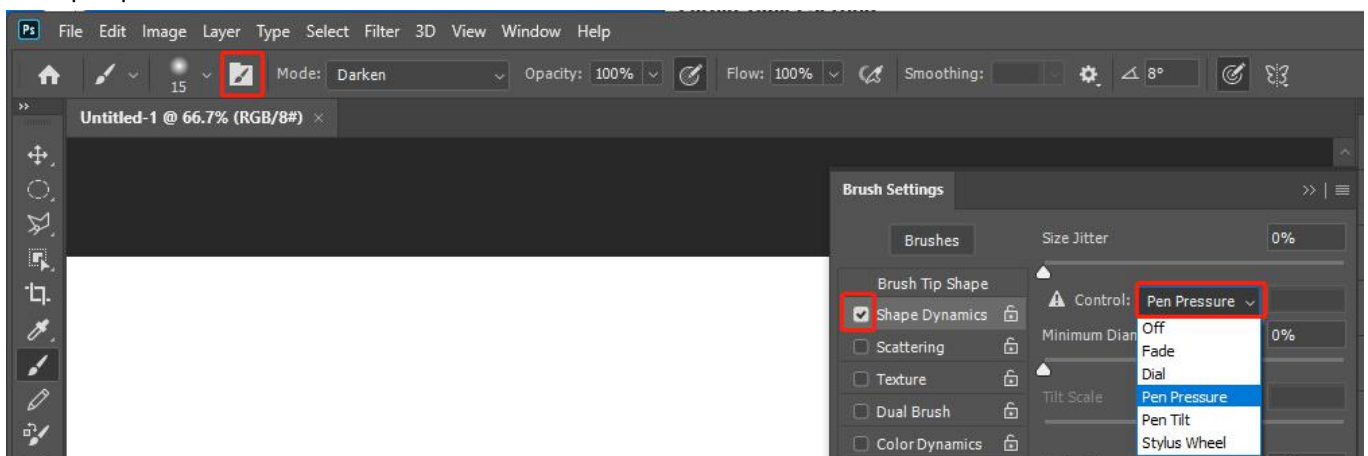 Ps File Edit Image Layer Type Select Filter 3D View Window Help
15 Mode: Darken Opacity: 100% Flow: 100% Smoothing: 8°
Untitled-1 @ 66.7% (RGB/8#) ×
Brush Settings
Brushes Size Jitter 0%
Brush Tip Shape
Control: Pen Pressure
Shape Dynamics
Off
Minimum Diam 0%
Scattering
Fade
Texture
Dial
Tilt Scale
Pen Pressure
Dual Brush
Pen Tilt
Color Dynamics
Stylus Wheel